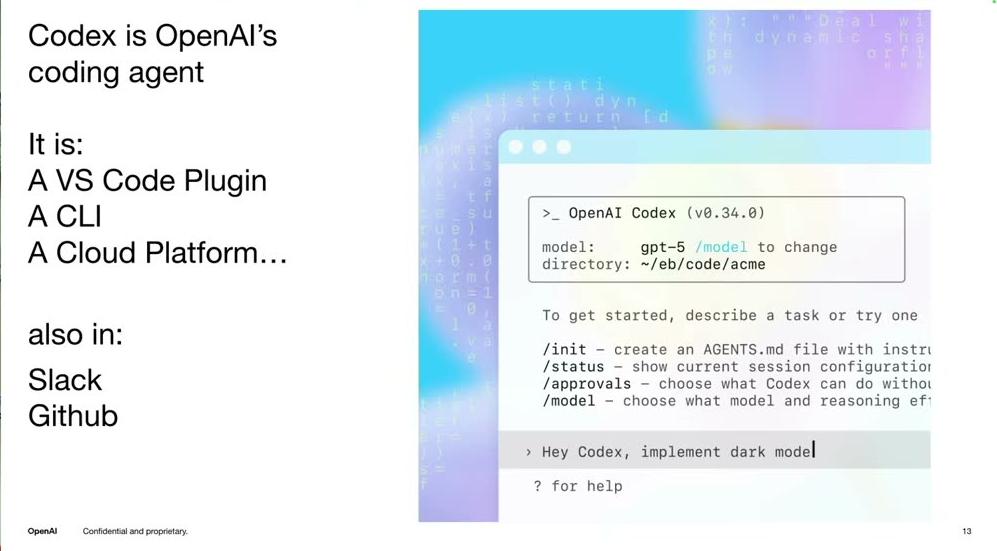 Codex is OpenAI's
coding agent
It is:
A VS Code Plugin
A CLI
A Cloud Platform…
also in:
Slack
Github
>_ OpenAI Codex (v0.34.0)
model: gpt-5 /model to change
directory: ~/eb/code/acme
To get started, describe a task or try one
/init – create an AGENTS.md file with instru
/status – show current session configuration
/approvals – choose what Codex can do withou
/model – choose what model and reasoning eff
› Hey Codex, implement dark mode
? for help
OpenAI Confidential and proprietary.
13